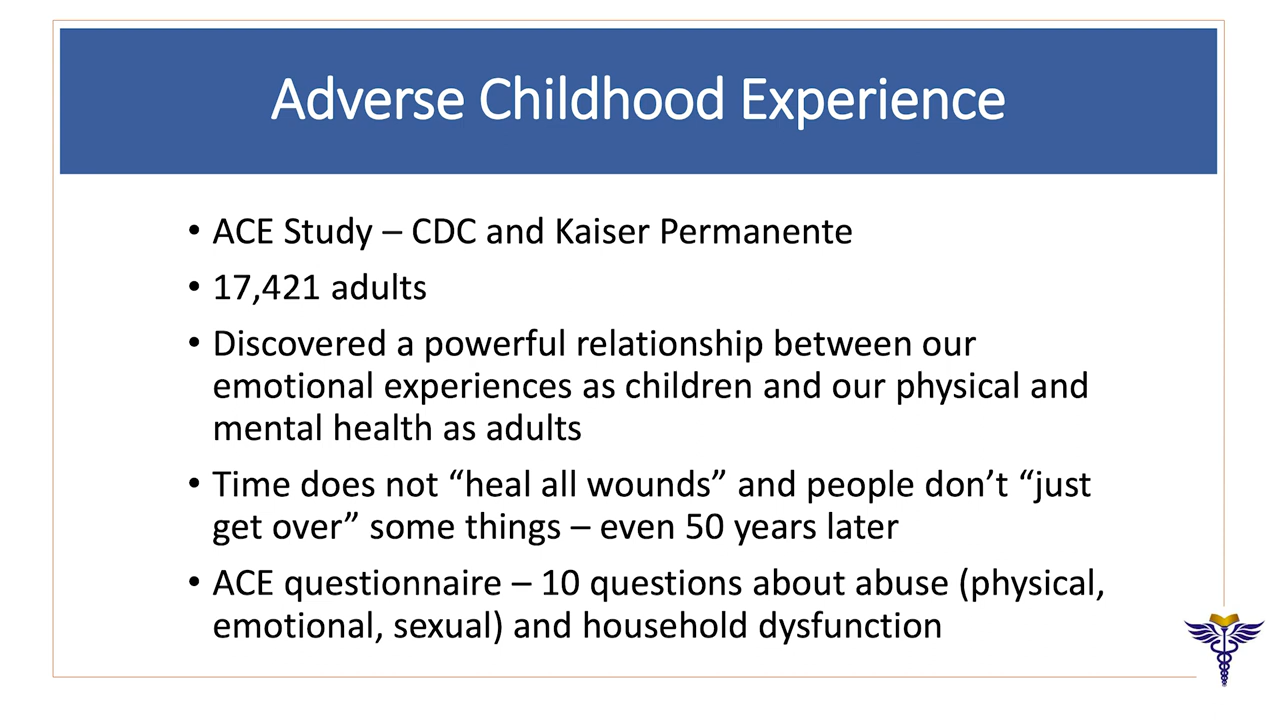 Adverse Childhood Experience
• ACE Study – CDC and Kaiser Permanente
• 17,421 adults
• Discovered a powerful relationship between our
emotional experiences as children and our physical and
mental health as adults
• Time does not “heal all wounds” and people don’t “just
get over” some things – even 50 years later
• ACE questionnaire – 10 questions about abuse (physical,
emotional, sexual) and household dysfunction